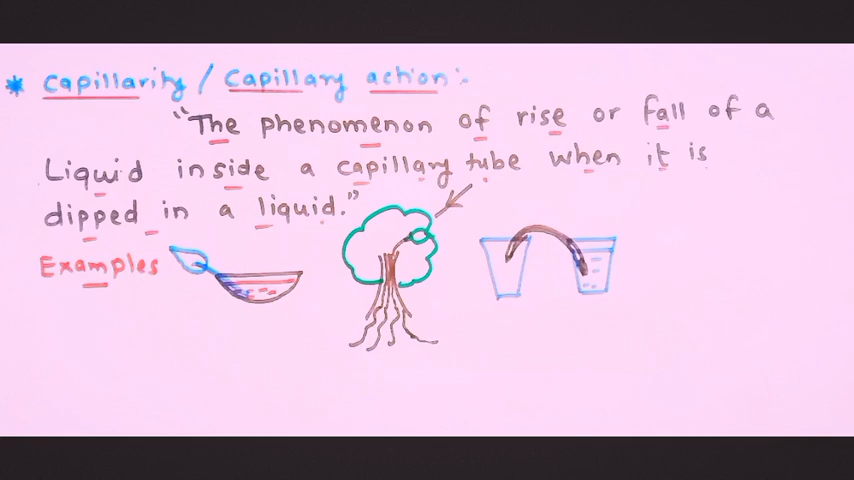 * Capillarity / Capillary action:-
"The phenomenon of rise or fall of a
Liquid inside a capillary tube when it is
dipped in a liquid."
Examples